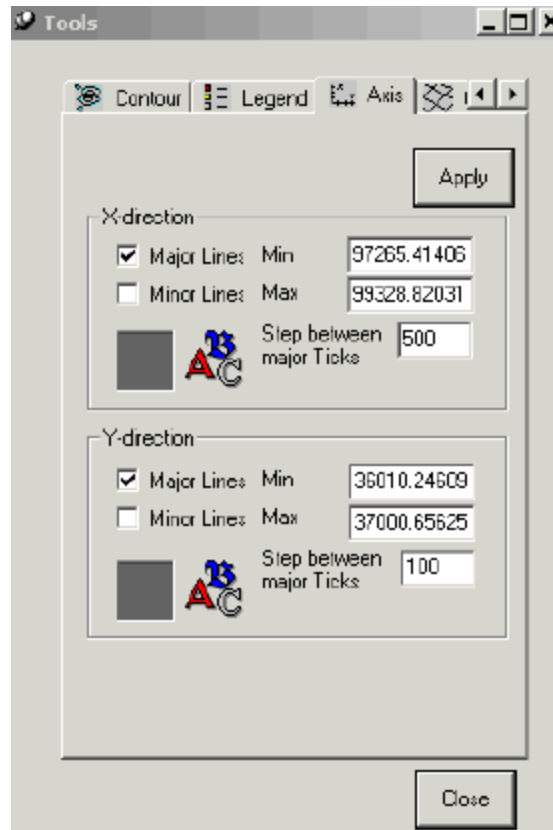 Tools
Contour Legend Axis
Apply
X-direction
Major Lines Min 97265.41406
Minor Lines Max 99328.82031
Step between 500
major Ticks
ABC
Y-direction
Major Lines Min 36010.24609
Minor Lines Max 37000.65625
Step between 100
major Ticks
ABC
Close